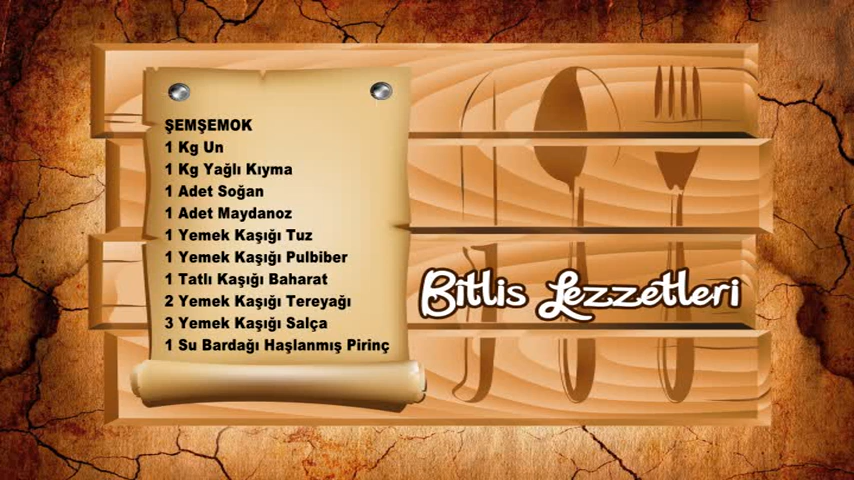 ŞEMŞEMOK
1 Kg Un
1 Kg Yağlı Kıyma
1 Adet Soğan
1 Adet Maydanoz
1 Yemek Kaşığı Tuz
1 Yemek Kaşığı Pulbiber
1 Tatlı Kaşığı Baharat
2 Yemek Kaşığı Tereyağı
3 Yemek Kaşığı Salça
1 Su Bardağı Haşlanmış Pirinç
Bitlis Lezzetleri